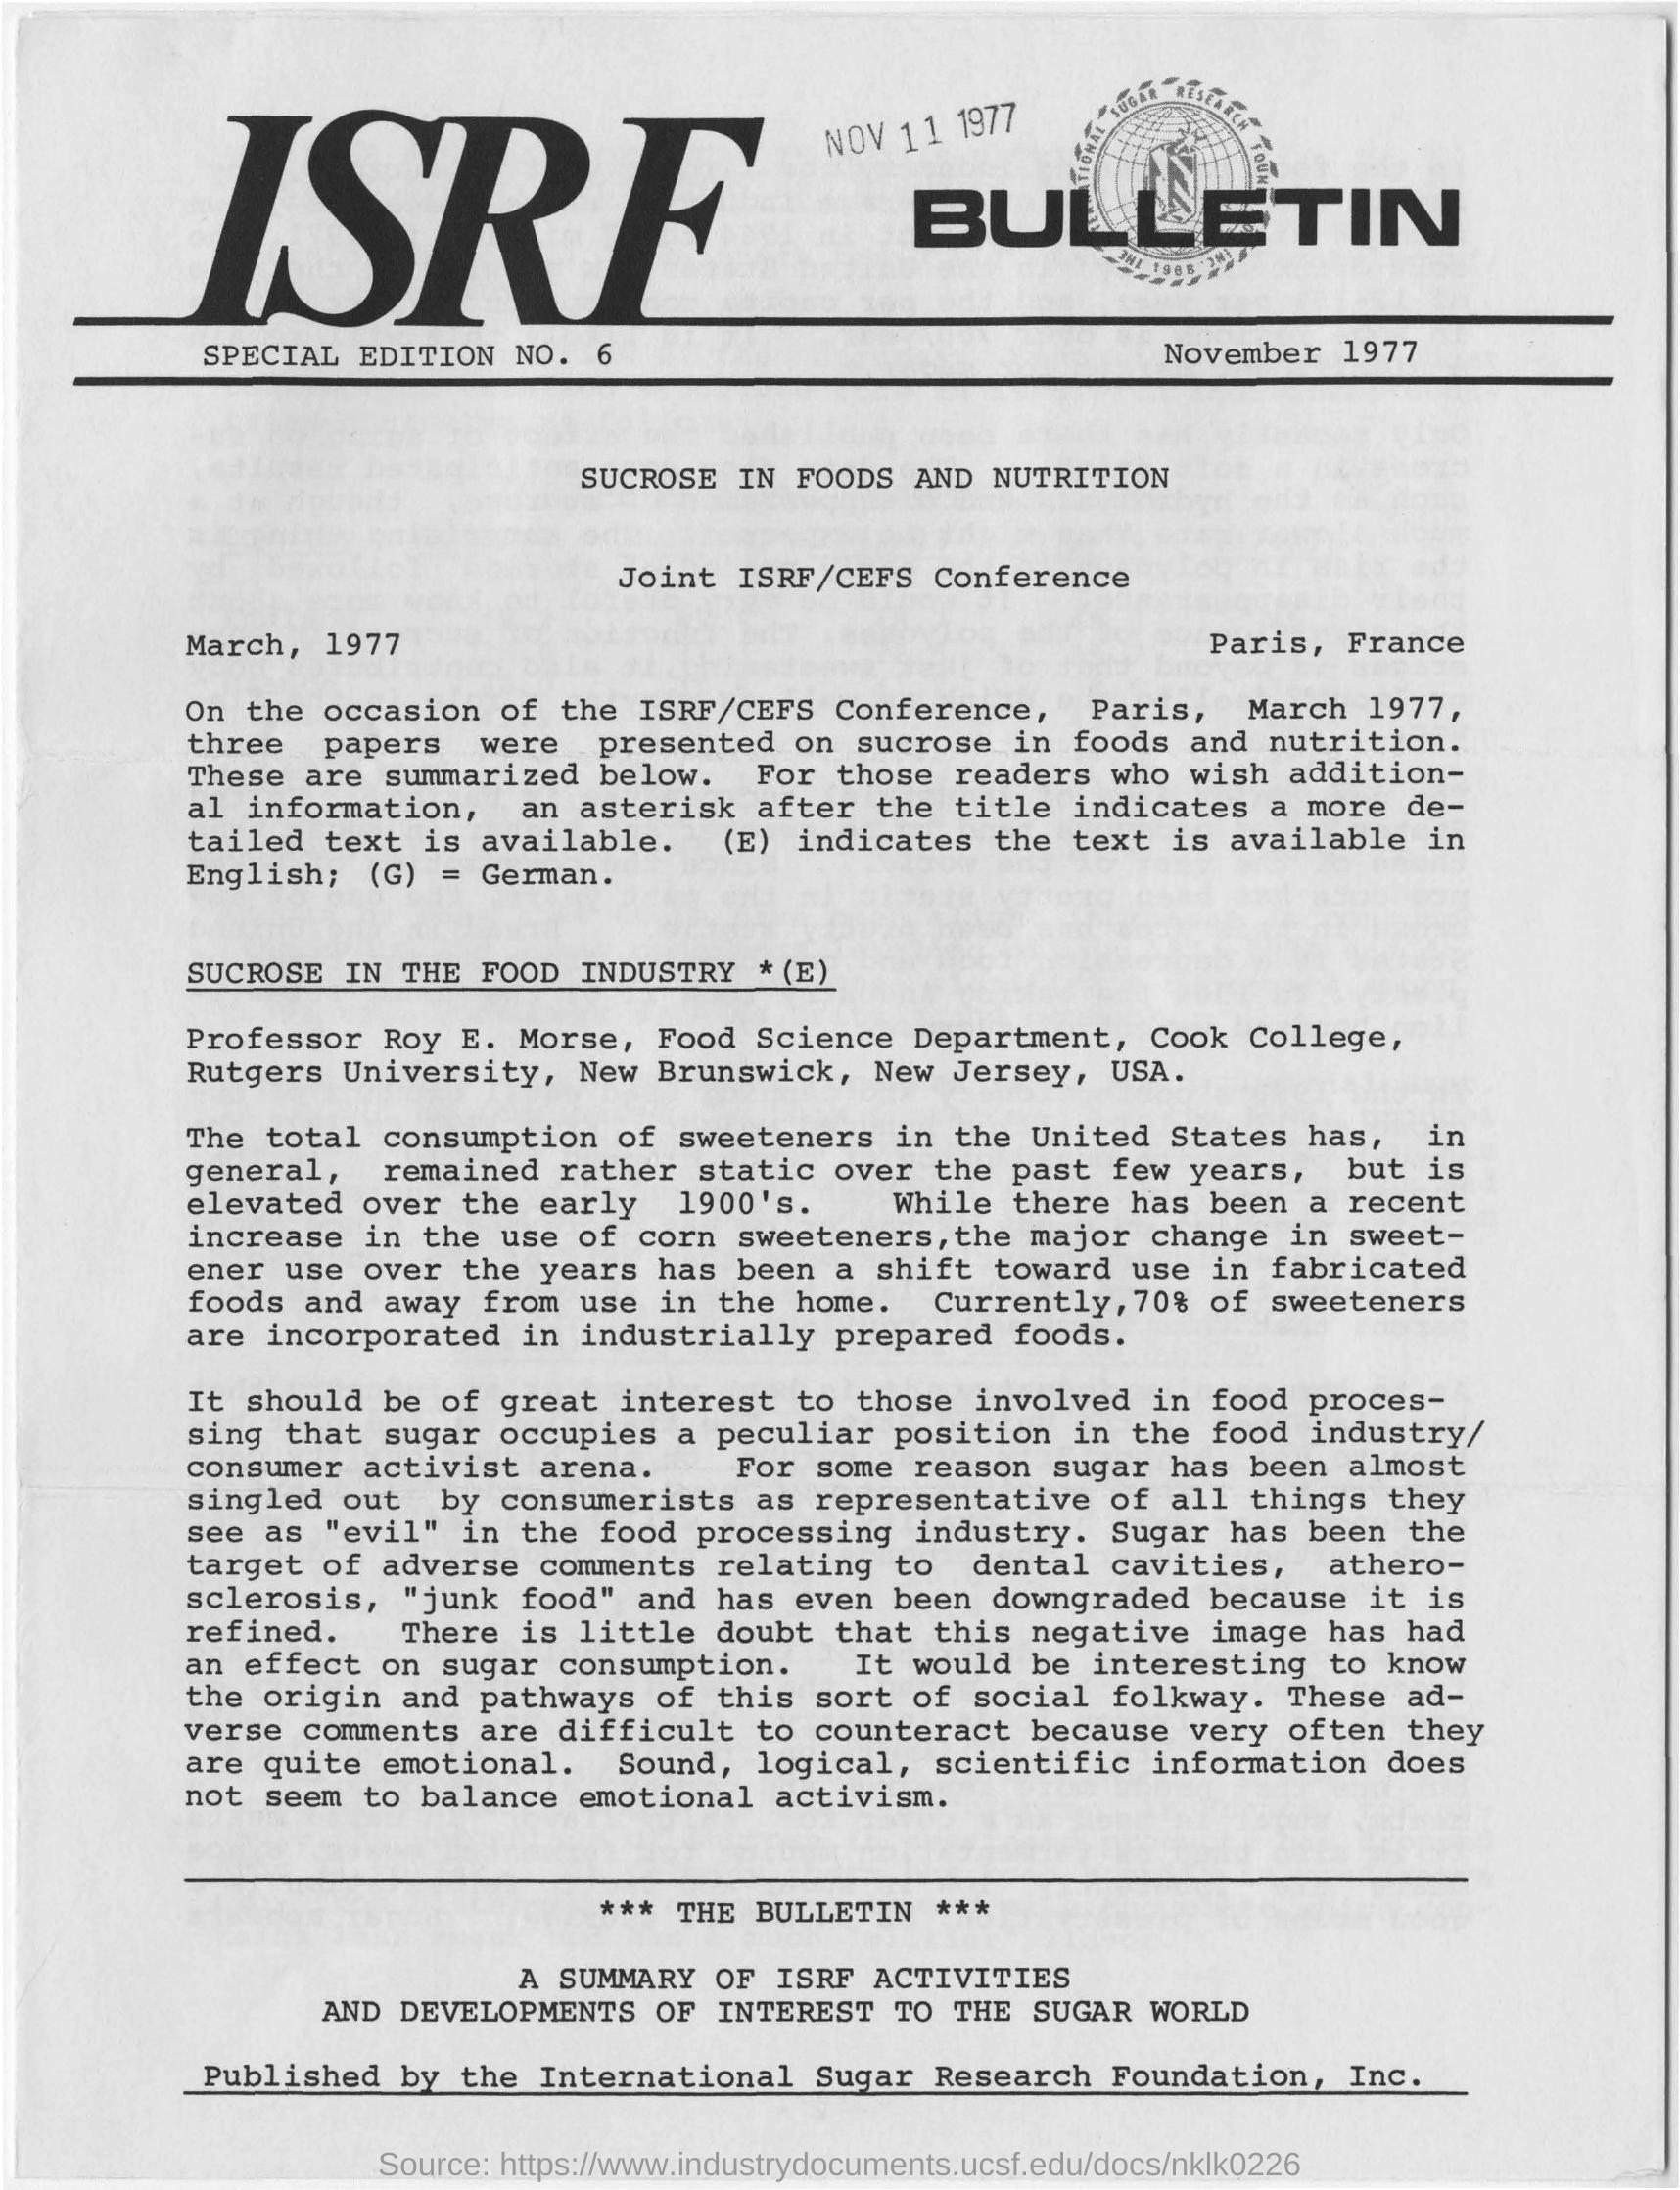 ISRF
NOV 11 1977
THE INTERNATIONAL SUGAR RESEARCH FOUNDATION, INC. 1968
BULLETIN
SPECIAL EDITION NO. 6 November 1977
SUCROSE IN FOODS AND NUTRITION
Joint ISRF/CEFS Conference
March, 1977 Paris, France
On the occasion of the ISRF/CEFS Conference, Paris, March 1977,
three papers were presented on sucrose in foods and nutrition.
These are summarized below. For those readers who wish addition-
al information, an asterisk after the title indicates a more de-
tailed text is available. (E) indicates the text is available in
English; (G) = German.
SUCROSE IN THE FOOD INDUSTRY *(E)
Professor Roy E. Morse, Food Science Department, Cook College,
Rutgers University, New Brunswick, New Jersey, USA.
The total consumption of sweeteners in the United States has, in
general, remained rather static over the past few years, but is
elevated over the early 1900's. While there has been a recent
increase in the use of corn sweeteners,the major change in sweet-
ener use over the years has been a shift toward use in fabricated
foods and away from use in the home. Currently,70% of sweeteners
are incorporated in industrially prepared foods.
It should be of great interest to those involved in food proces-
sing that sugar occupies a peculiar position in the food industry/
consumer activist arena. For some reason sugar has been almost
singled out by consumerists as representative of all things they
see as "evil" in the food processing industry. Sugar has been the
target of adverse comments relating to dental cavities, athero-
sclerosis, "junk food" and has even been downgraded because it is
refined. There is little doubt that this negative image has had
an effect on sugar consumption. It would be interesting to know
the origin and pathways of this sort of social folkway. These ad-
verse comments are difficult to counteract because very often they
are quite emotional. Sound, logical, scientific information does
not seem to balance emotional activism.
*** THE BULLETIN ***
A SUMMARY OF ISRF ACTIVITIES
AND DEVELOPMENTS OF INTEREST TO THE SUGAR WORLD
Published by the International Sugar Research Foundation, Inc.
Source: https://www.industrydocuments.ucsf.edu/docs/nklk0226